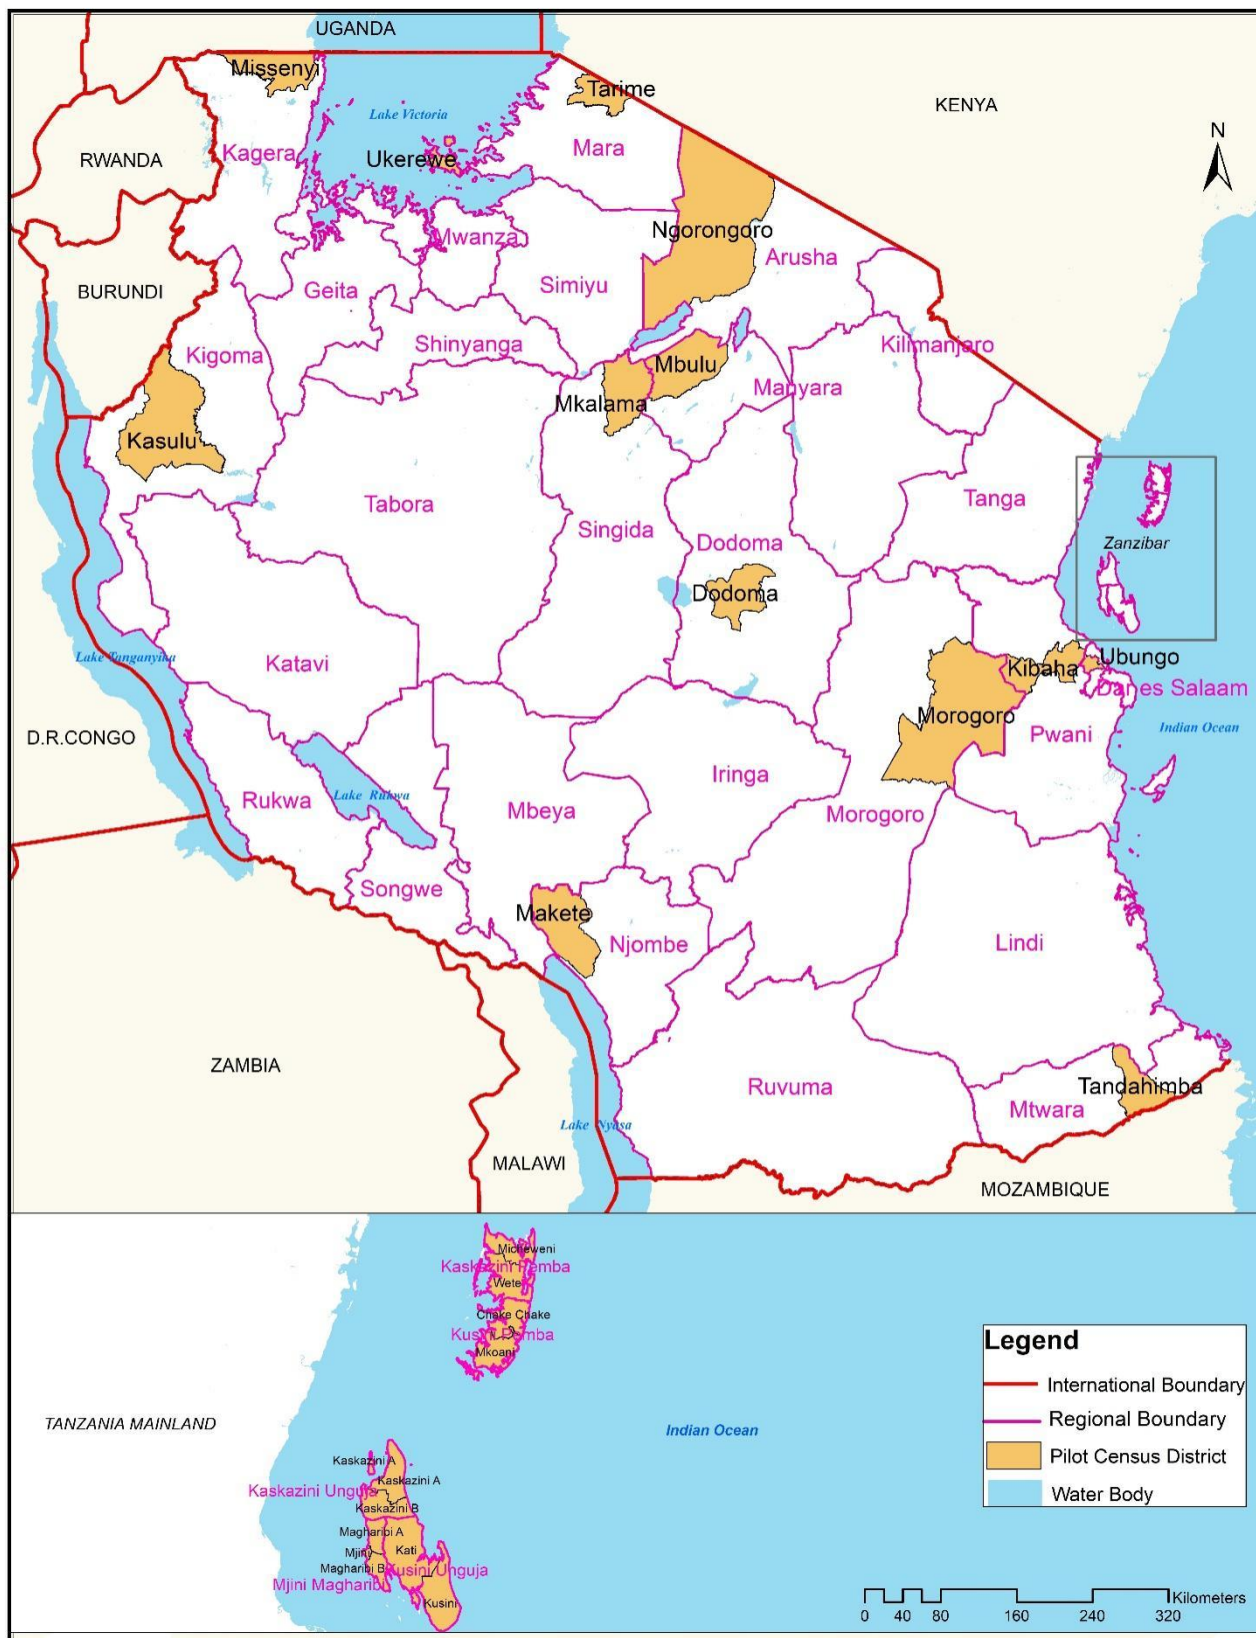 UGANDA
Missenyi
Tarime
KENYA
Lake Victoria
N
RWANDA
Kagera
Ukerewe
Mara
Ngorongoro
Arusha
Mwanza
BURUNDI
Geita
Simiyu
Kigoma
Shinyanga
Kilimanjaro
Mbulu
Manyara
Mkalama
Kasulu
Tabora
Singida
Dodoma
Tanga
Zanzibar
Dodoma
Lake Tanganyika
Katavi
Kibaha
Ubungo
Dar es Salaam
Morogoro
Pwani
Indian Ocean
D.R.CONGO
Rukwa
Lake Rukwa
Mbeya
Iringa
Morogoro
Songwe
Makete
Njombe
Lindi
ZAMBIA
Ruvuma
Tandahimba
Mtwara
Lake Nyasa
MALAWI
MOZAMBIQUE
Micheweni
Kaskazini Pemba
Wete
Chake Chake
Kusini Pemba
Mkoani
TANZANIA MAINLAND
Indian Ocean
Kaskazini A
Kaskazini A
Kaskazini Unguja
Kaskazini B
Magharibi A
Mjini
Kati
Magharibi B
Kusini Unguja
Mjini Magharibi
Kusini
Legend
International Boundary
Regional Boundary
Pilot Census District
Water Body
Kilometers
0 40 80 160 240 320